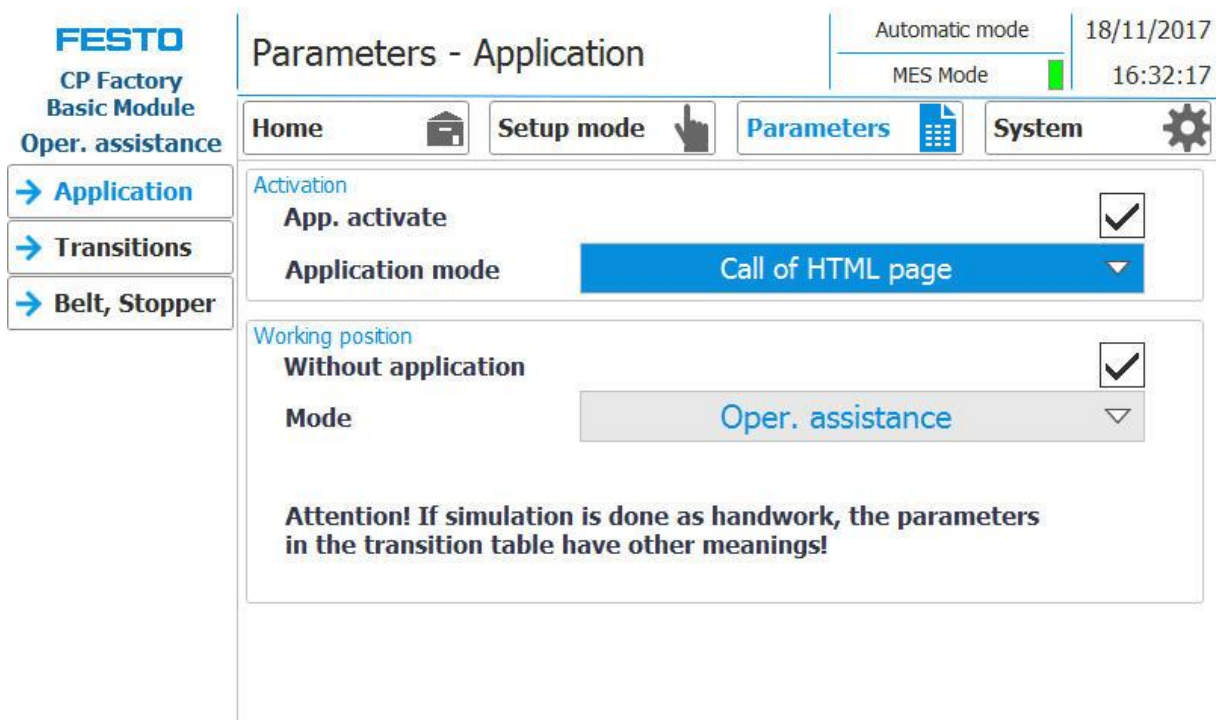 FESTO
CP Factory
Basic Module
Oper. assistance
Parameters - Application
Automatic mode
MES Mode
18/11/2017
16:32:17
Home
Setup mode
Parameters
System
Application
Transitions
Belt, Stopper
Activation
App. activate
Application mode
Call of HTML page
Working position
Without application
Mode
Oper. assistance
Attention! If simulation is done as handwork, the parameters
in the transition table have other meanings!